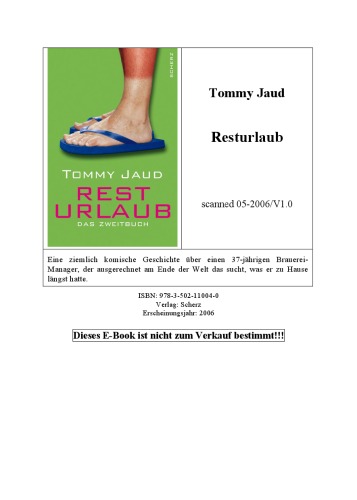 SCHERZ
TOMMY JAUD
REST
URLAUB
DAS ZWEITBUCH
Tommy Jaud
Resturlaub
scanned 05-2006/V1.0
Eine ziemlich komische Geschichte über einen 37-jährigen Brauerei-
Manager, der ausgerechnet am Ende der Welt das sucht, was er zu Hause
längst hatte.
ISBN: 978-3-502-11004-0
Verlag: Scherz
Erscheinungsjahr: 2006
Dieses E-Book ist nicht zum Verkauf bestimmt!!!